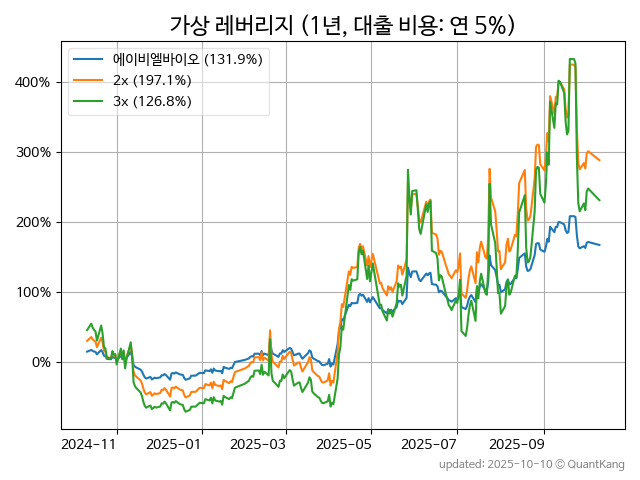 가상 레버리지 (1년, 대출 비용: 연 5%)
에이비엘바이오 (131.9%)
2x (197.1%)
3x (126.8%)
400%
300%
200%
100%
0%
2024-11
2025-01
2025-03
2025-05
2025-07
2025-09
updated: 2025-10-10 © QuantKang